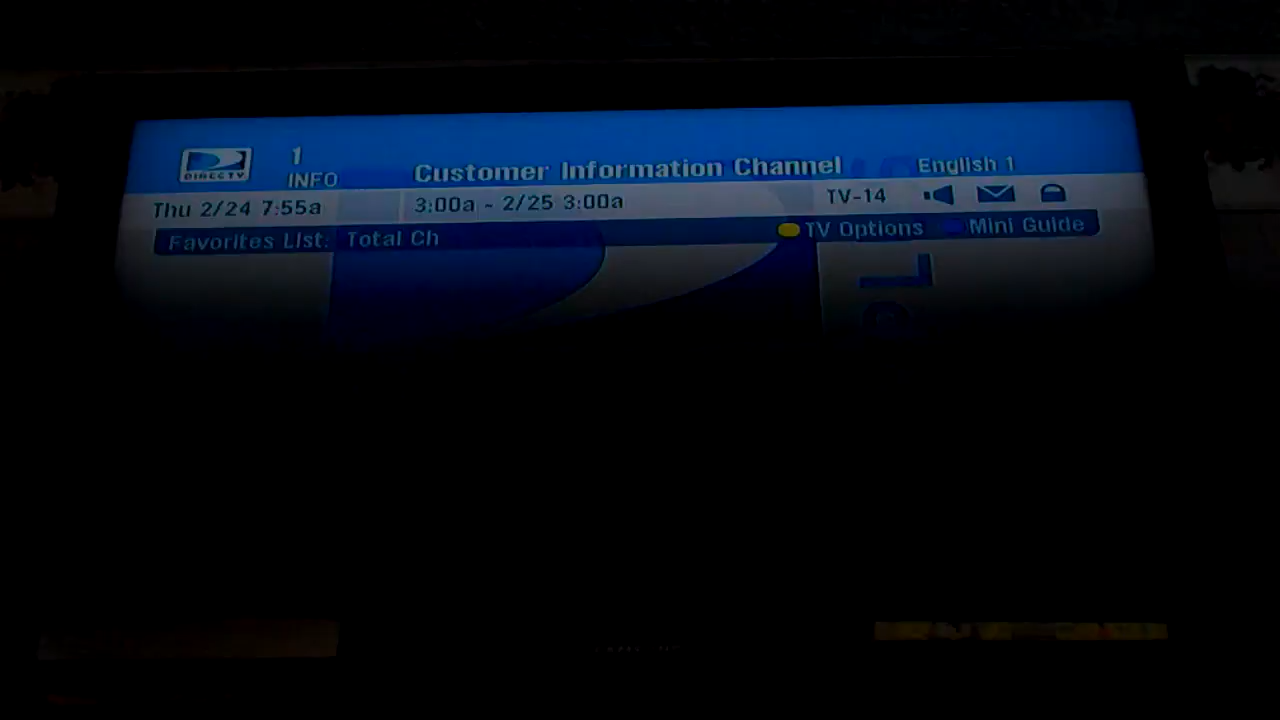 DIRECTV
1
INFO
Customer Information Channel
English 1
Thu 2/24 7:55a
3:00a - 2/25 3:00a
TV-14
Favorites List: Total Ch
TV Options
Mini Guide